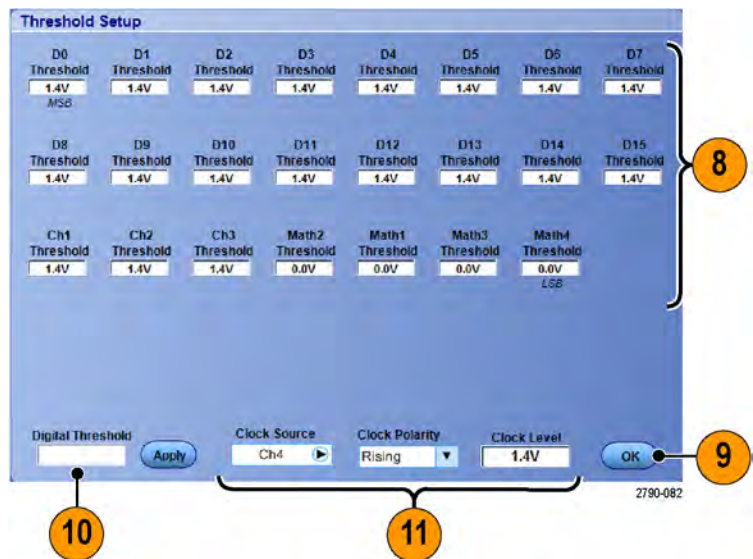 Threshold Setup
D0 D1 D2 D3 D4 D5 D6 D7
Threshold Threshold Threshold Threshold Threshold Threshold Threshold Threshold
1.4V 1.4V 1.4V 1.4V 1.4V 1.4V 1.4V 1.4V
MSB
D8 D9 D10 D11 D12 D13 D14 D15
Threshold Threshold Threshold Threshold Threshold Threshold Threshold Threshold
1.4V 1.4V 1.4V 1.4V 1.4V 1.4V 1.4V 1.4V
8
Ch1 Ch2 Ch3 Math2 Math1 Math3 Math4
Threshold Threshold Threshold Threshold Threshold Threshold Threshold
1.4V 1.4V 1.4V 0.0V 0.0V 0.0V 0.0V
LSB
Digital Threshold Clock Source Clock Polarity Clock Level
Apply Ch4 Rising 1.4V OK 9
2790-082
10 11